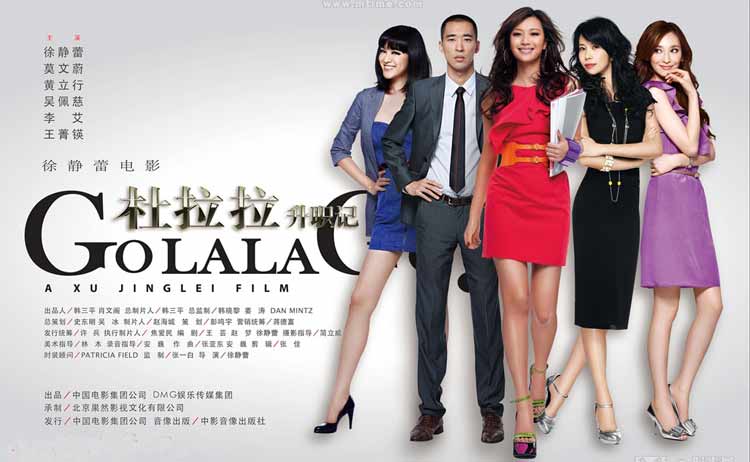 www.mtime.com
主演
徐静蕾
莫文蔚
黄立行
吴佩慈
李艾
王菁锳
徐静蕾电影
杜拉拉升职记
GO LALA G
A XU JINGLEI FILM
出品人/韩三平 肖文阁 总制片人/韩三平 总监制/韩晓黎 姜 涛 DAN MINTZ
总策划/史东明 吴 冰 制片人/赵海城 策 划/彭鸣宇 营销统筹/蒋德富
发行统筹/许 兵 执行制片人/焦爱民 编 剧/王 芸 赵 梦 徐静蕾 摄影指导/简立威
美术指导/林 木 录音指导/安 巍 作 曲/张亚东 安 巍 剪 辑/张 佳
时装顾问/PATRICIA FIELD 监 制/张一白 导 演/徐静蕾
出品/中国电影集团公司 DMG娱乐传媒集团
承制/北京果然影视文化有限公司
发行/中国电影集团公司 音像出版/中影音像出版社